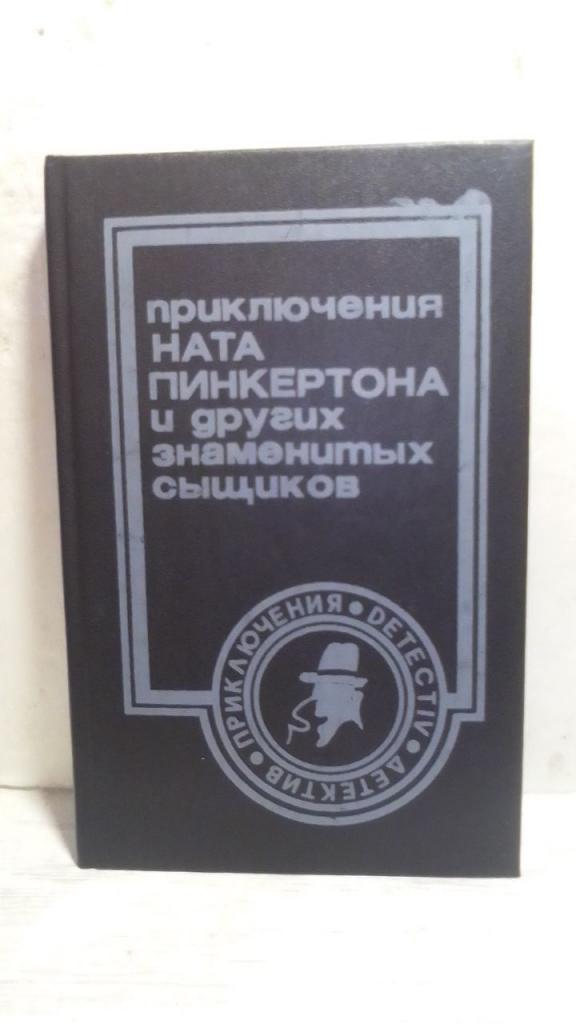 приключения
НАТА
ПИНКЕРТОНА
и других
знаменитых
сыщиков
ПРИКЛЮЧЕНИЯ • DETECTIV • ДЕТЕКТИВ •